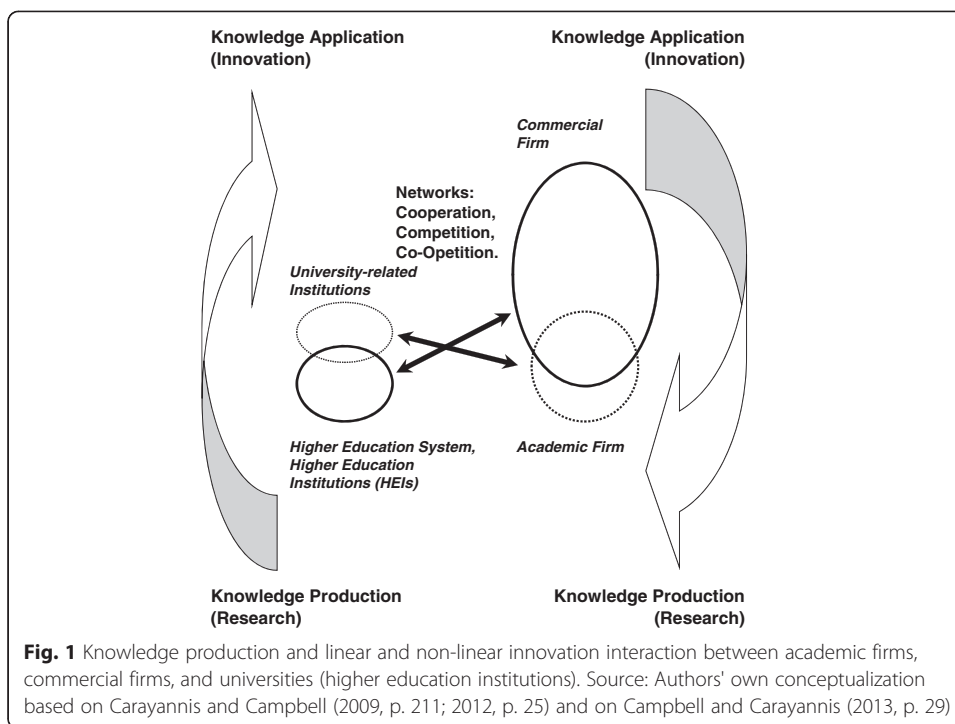 Knowledge Application
(Innovation)
Knowledge Application
(Innovation)
Commercial
Firm
Networks:
Cooperation,
Competition,
Co-Opetition.
University-related
Institutions
Higher Education System,
Higher Education
Institutions (HEIs)
Academic Firm
Knowledge Production
(Research)
Knowledge Production
(Research)
Fig. 1 Knowledge production and linear and non-linear innovation interaction between academic firms,
commercial firms, and universities (higher education institutions). Source: Authors' own conceptualization
based on Carayannis and Campbell (2009, p. 211; 2012, p. 25) and on Campbell and Carayannis (2013, p. 29)